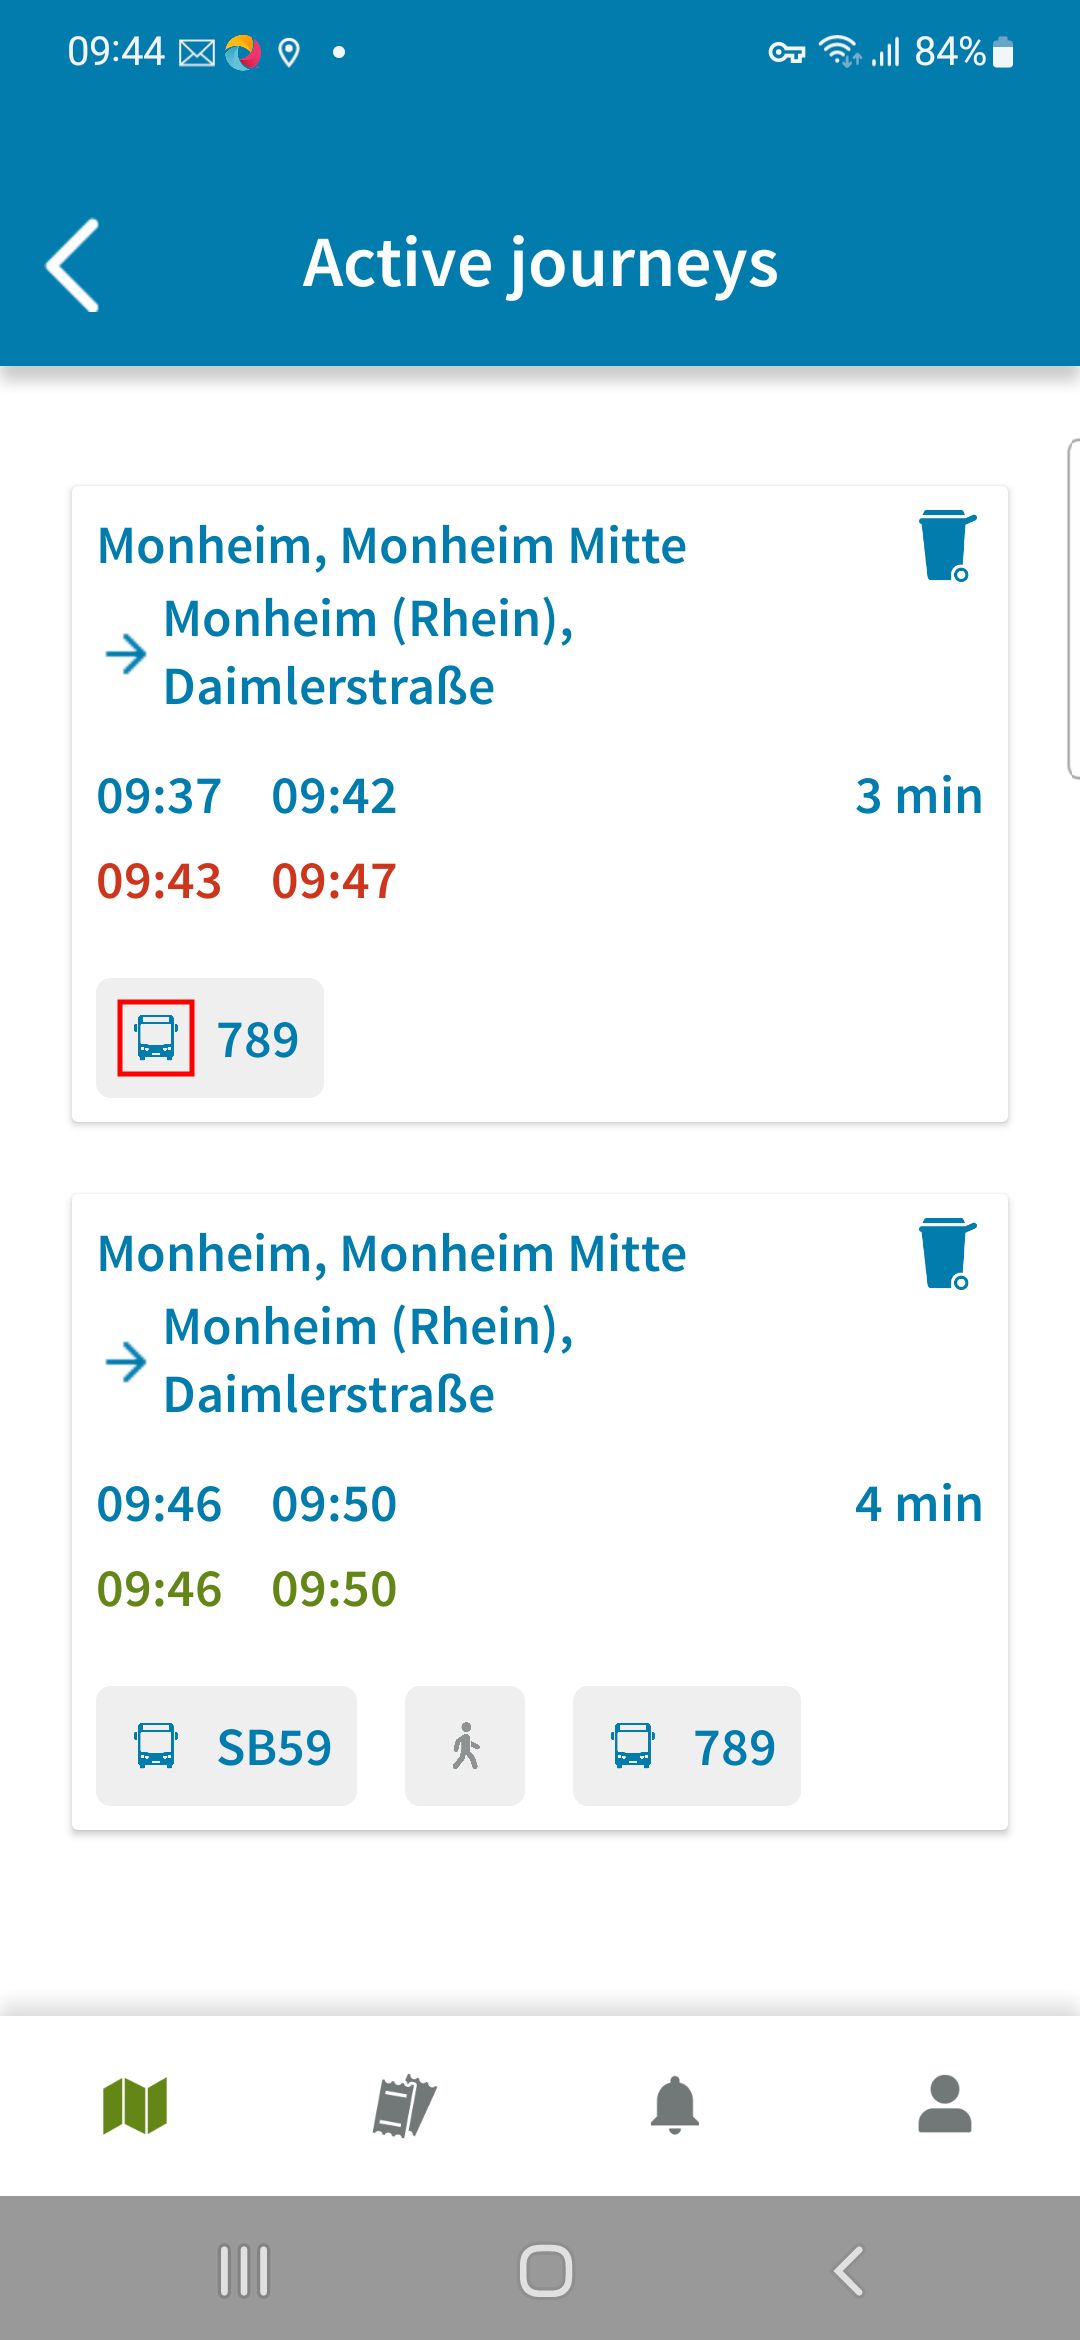 09:44
84%
Active journeys
Monheim, Monheim Mitte
Monheim (Rhein),
Daimlerstraße
09:37 09:42 3 min
09:43 09:47
789
Monheim, Monheim Mitte
Monheim (Rhein),
Daimlerstraße
09:46 09:50 4 min
09:46 09:50
SB59 789